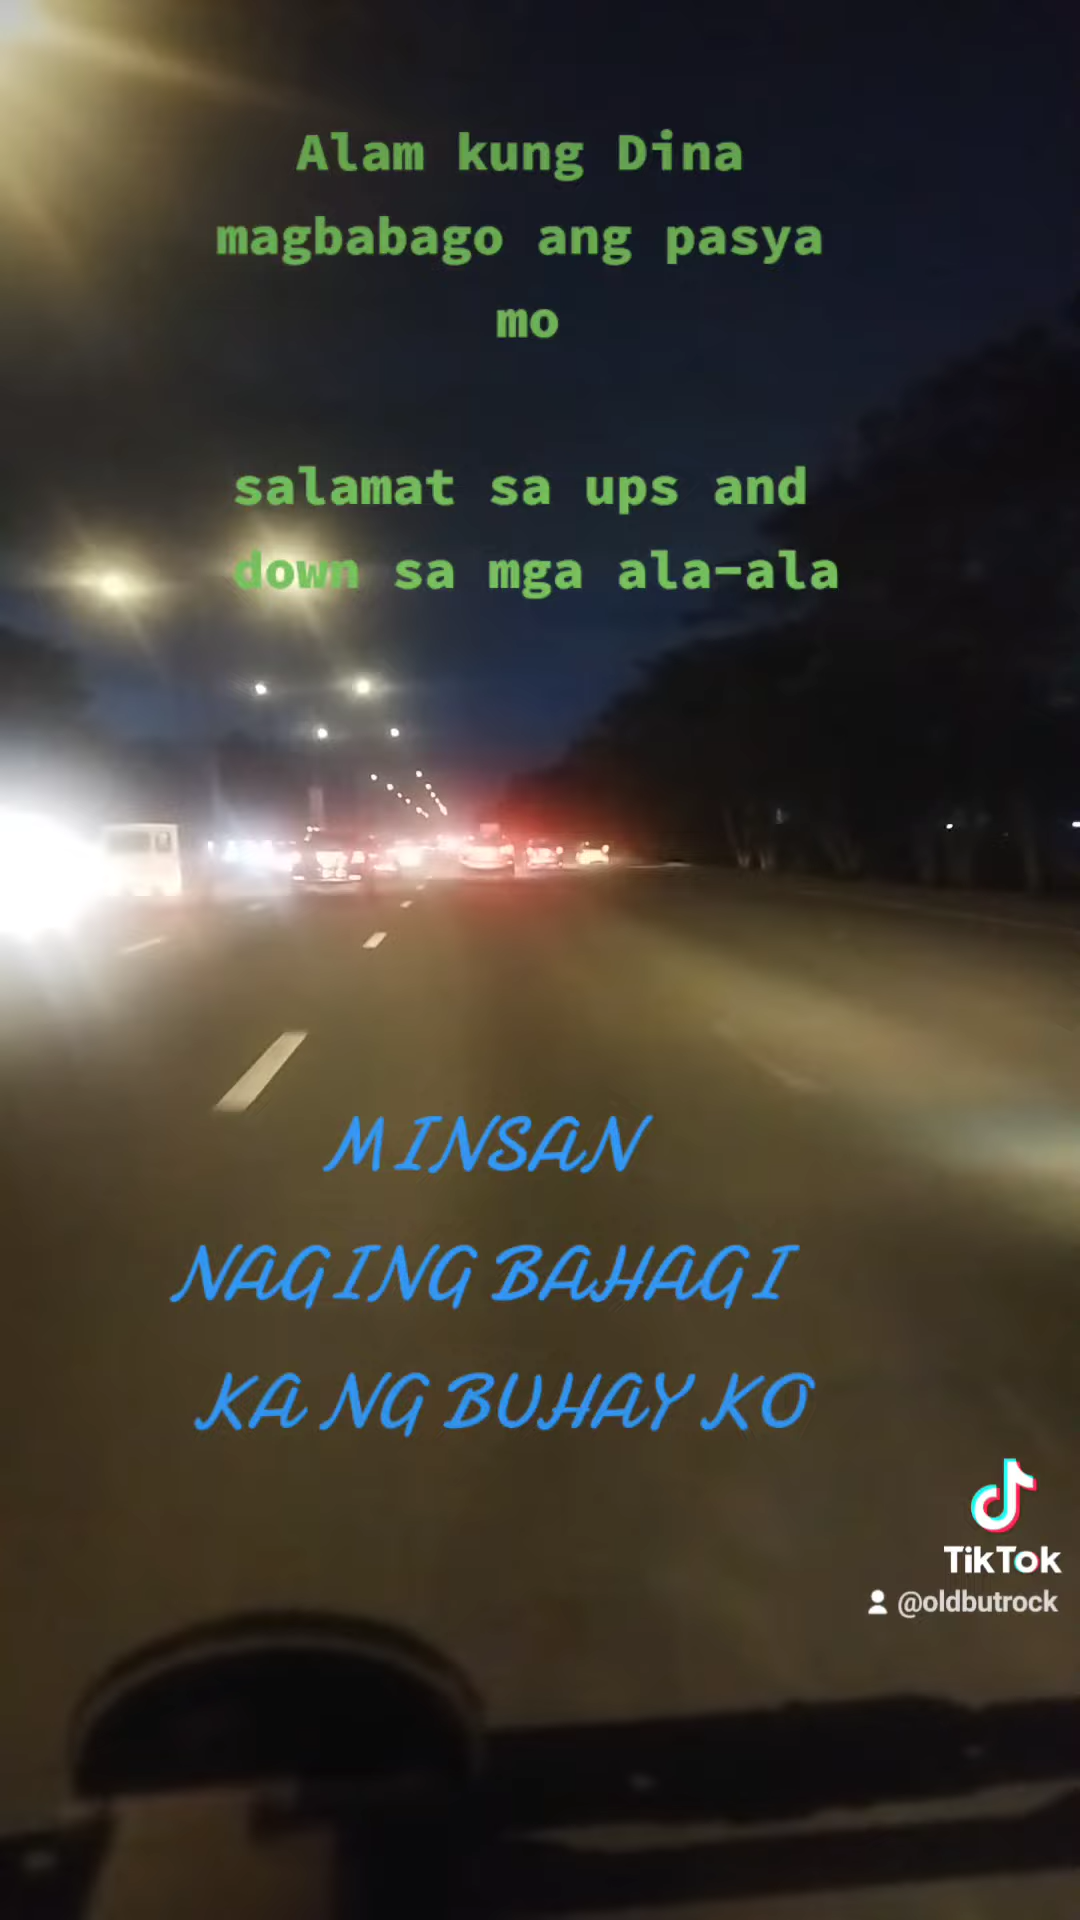 Alam kung Dina
magbabago ang pasya
mo
salamat sa ups and
down sa mga ala-ala
MINSAN
NAGING BAHAGI
KA NG BUHAY KO
TikTok
@oldbutrock